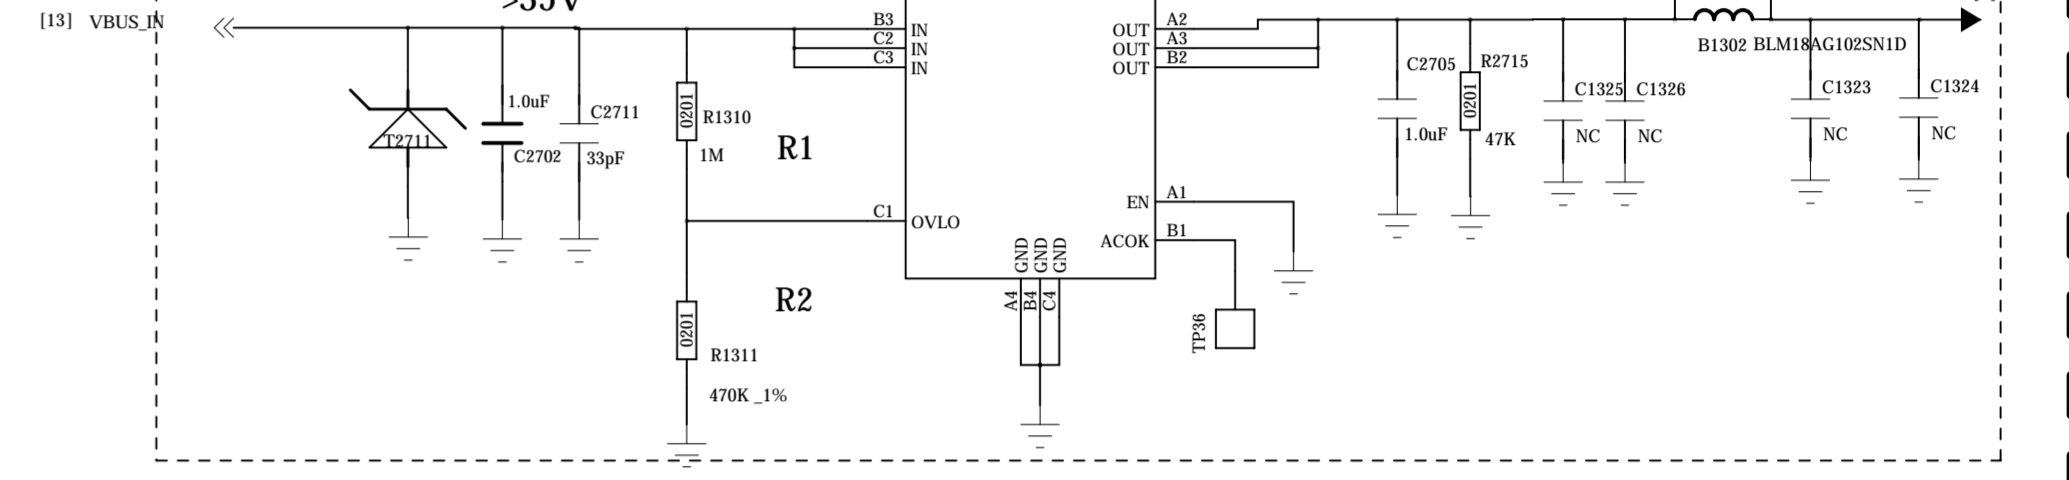 >35V
[13] VBUS_IN
B3
IN
C2
IN
C3
IN
A2
OUT
A3
OUT
B2
OUT
B1302 BLM18AG102SN1D
1.0uF
C2702
T2711
C2711
33pF
0201
R1310
1M
R1
C2705
1.0uF
R2715
0201
47K
C1325
NC
C1326
NC
C1323
NC
C1324
NC
C1
OVLO
A1
EN
B1
ACOK
GND
GND
GND
A4
B4
C4
R2
0201
R1311
470K _1%
TP36